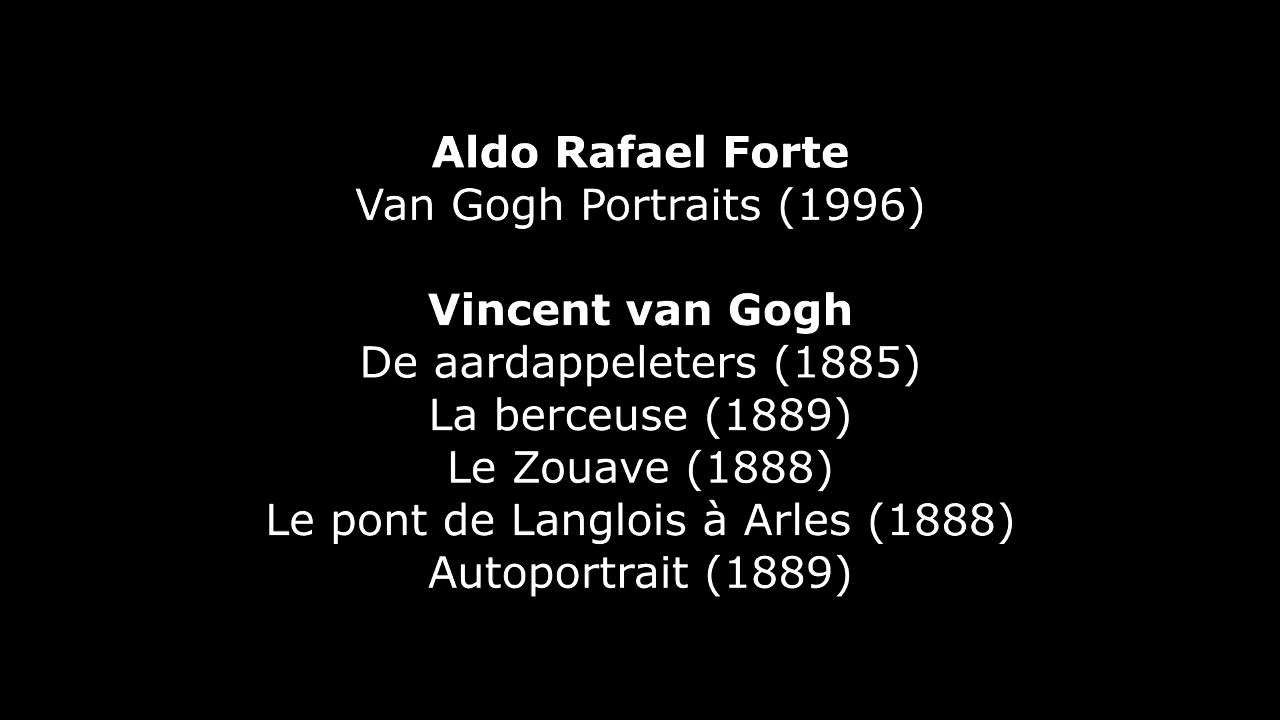 Aldo Rafael Forte
Van Gogh Portraits (1996)
Vincent van Gogh
De aardappeleters (1885)
La berceuse (1889)
Le Zouave (1888)
Le pont de Langlois à Arles (1888)
Autoportrait (1889)